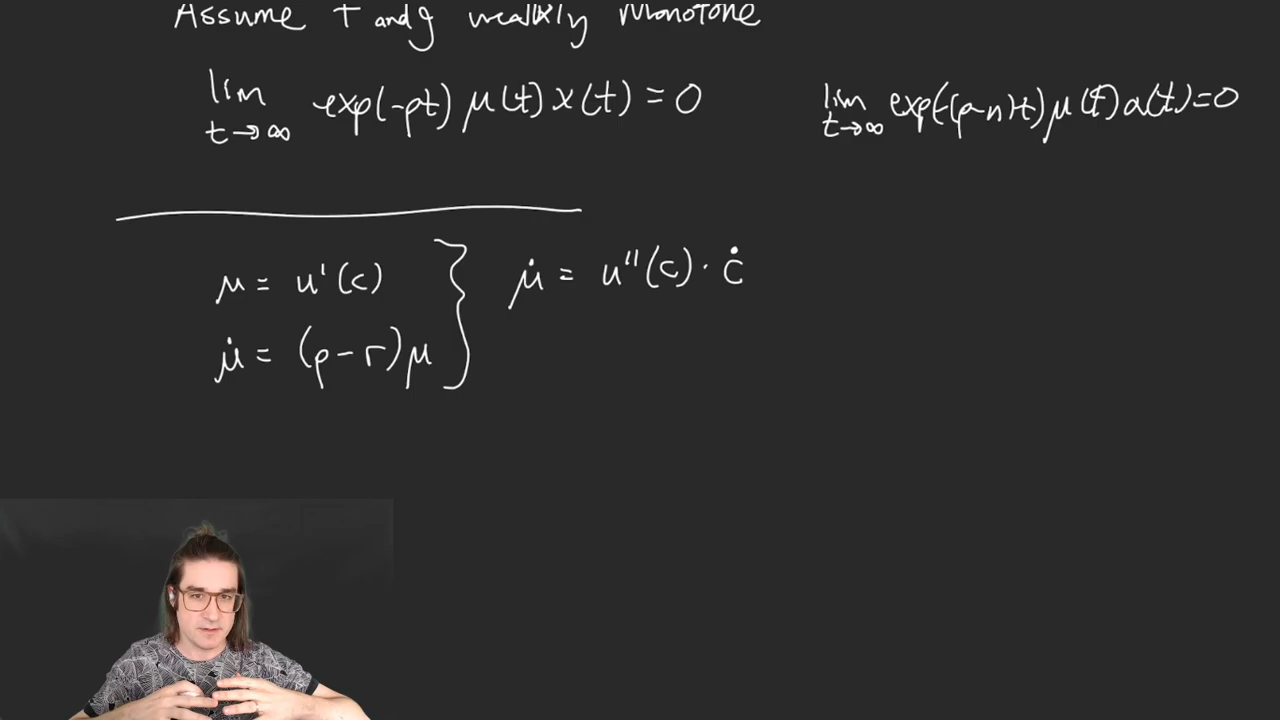 Assume f and g weakly monotone
lim t→∞ exp(-ρt) μ(t) x(t) = 0
lim t→∞ exp(-(ρ-n)t) μ(t) a(t) = 0
μ = u'(c)
μ̇ = (ρ - r) μ
μ̇ = u''(c) · ċ